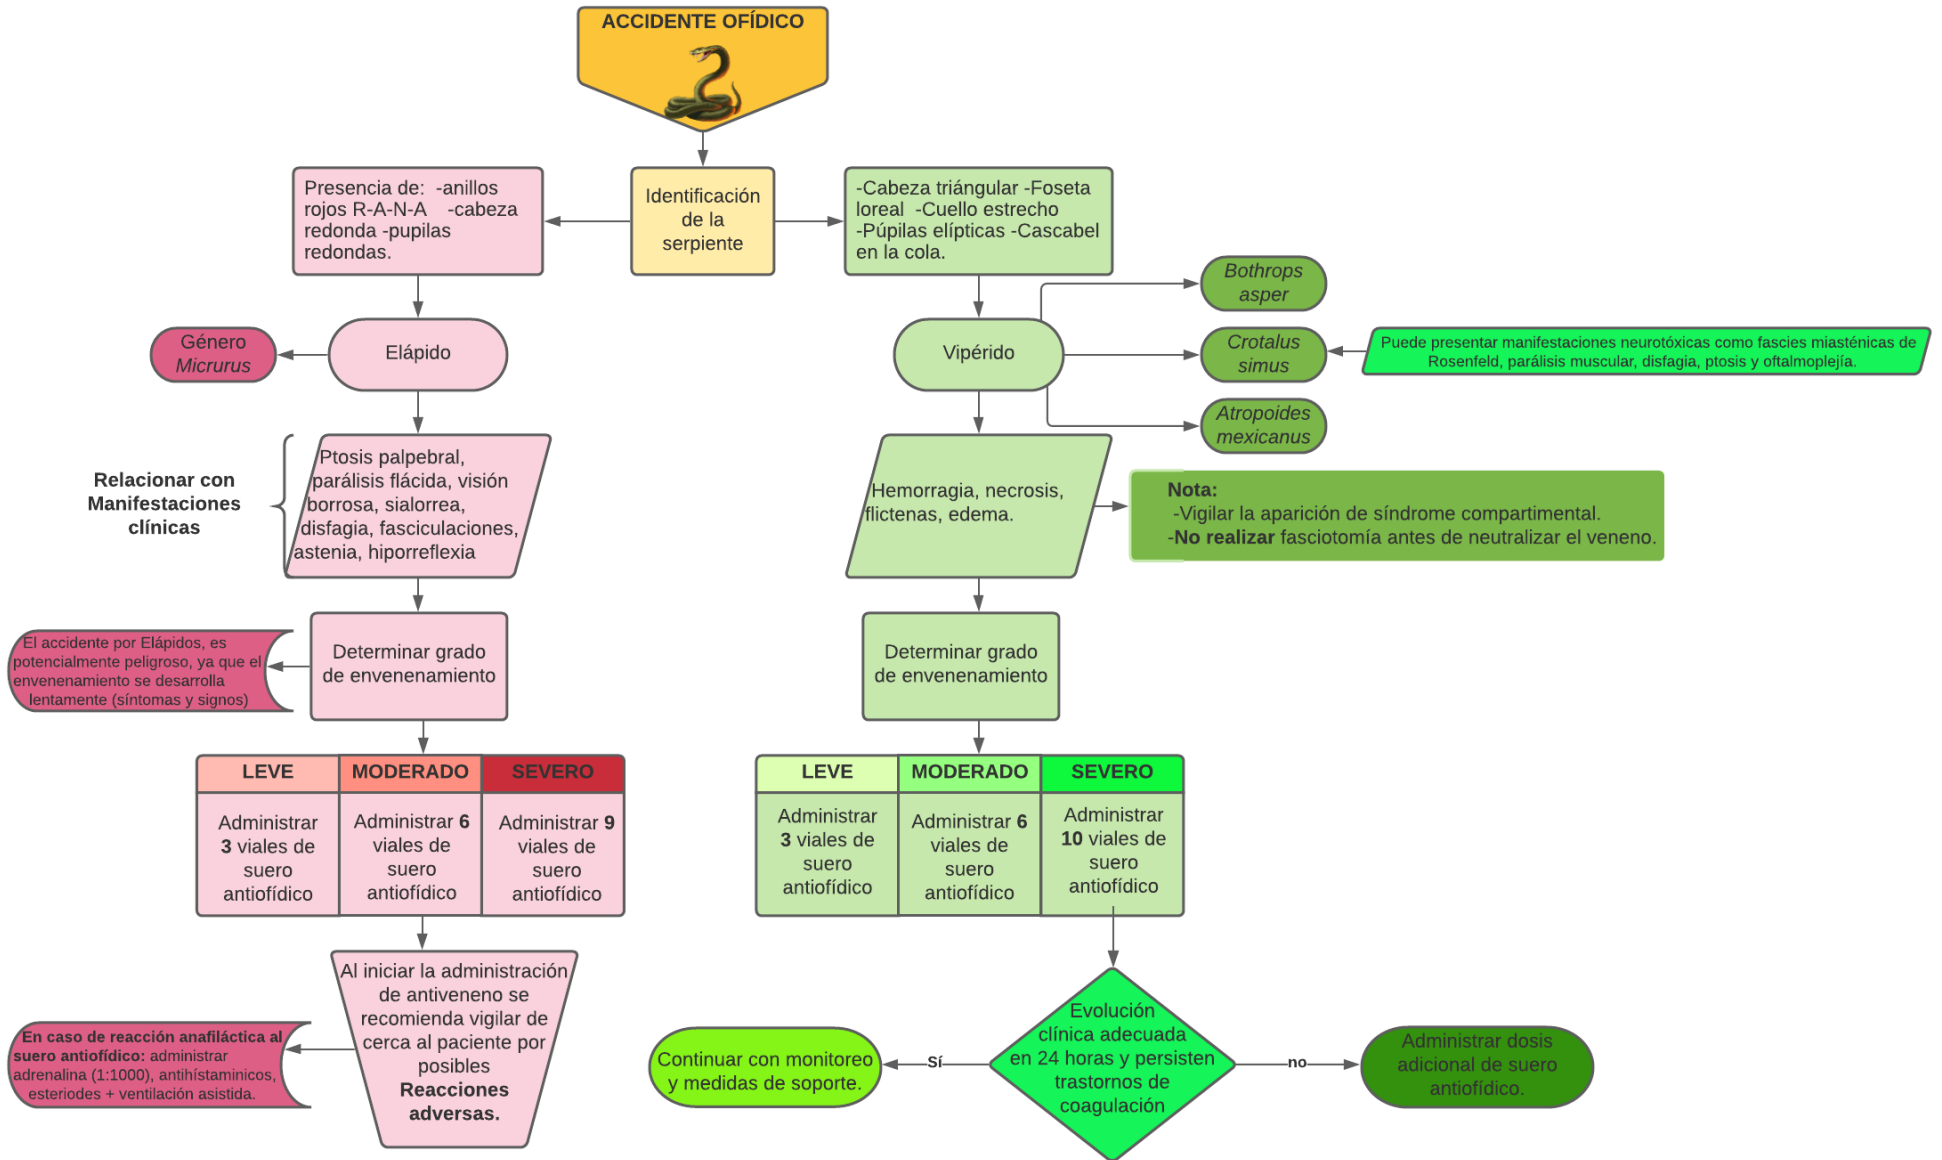 ACCIDENTE OFÍDICO
Presencia de:  -anillos
rojos R-A-N-A    -cabeza
redonda -pupilas
redondas.
Identificación
de la
serpiente
-Cabeza triángular -Foseta
loreal  -Cuello estrecho
-Púpilas elípticas -Cascabel
en la cola.
Bothrops
asper
Género
Micrurus
Elápido
Vipérido
Crotalus
simus
Puede presentar manifestaciones neurotóxicas como fascies miasténicas de
Rosenfeld, parálisis muscular, disfagia, ptosis y oftalmoplejía.
Atropoides
mexicanus
Relacionar con
Manifestaciones
clínicas
Ptosis palpebral,
parálisis flácida, visión
borrosa, sialorrea,
disfagia, fasciculaciones,
astenia, hiporreflexia
Hemorragia, necrosis,
flictenas, edema.
Nota:
-Vigilar la aparición de síndrome compartimental.
-No realizar fasciotomía antes de neutralizar el veneno.
El accidente por Elápidos, es
potencialmente peligroso, ya que el
envenenamiento se desarrolla
lentamente (síntomas y signos)
Determinar grado
de envenenamiento
Determinar grado
de envenenamiento
LEVE
MODERADO
SEVERO
Administrar
3 viales de
suero
antiofídico
Administrar 6
viales de
suero
antiofídico
Administrar 9
viales de
suero
antiofídico
LEVE
MODERADO
SEVERO
Administrar
3 viales de
suero
antiofídico
Administrar 6
viales de
suero
antiofídico
Administrar
10 viales de
suero
antiofídico
Al iniciar la administración
de antiveneno se
recomienda vigilar de
cerca al paciente por
posibles
Reacciones
adversas.
En caso de reacción anafiláctica al
suero antiofídico: administrar
adrenalina (1:1000), antihístaminicos,
esteriodes + ventilación asistida.
Continuar con monitoreo
y medidas de soporte.
Sí
Evolución
clínica adecuada
en 24 horas y persisten
trastornos de
coagulación
no
Administrar dosis
adicional de suero
antiofídico.